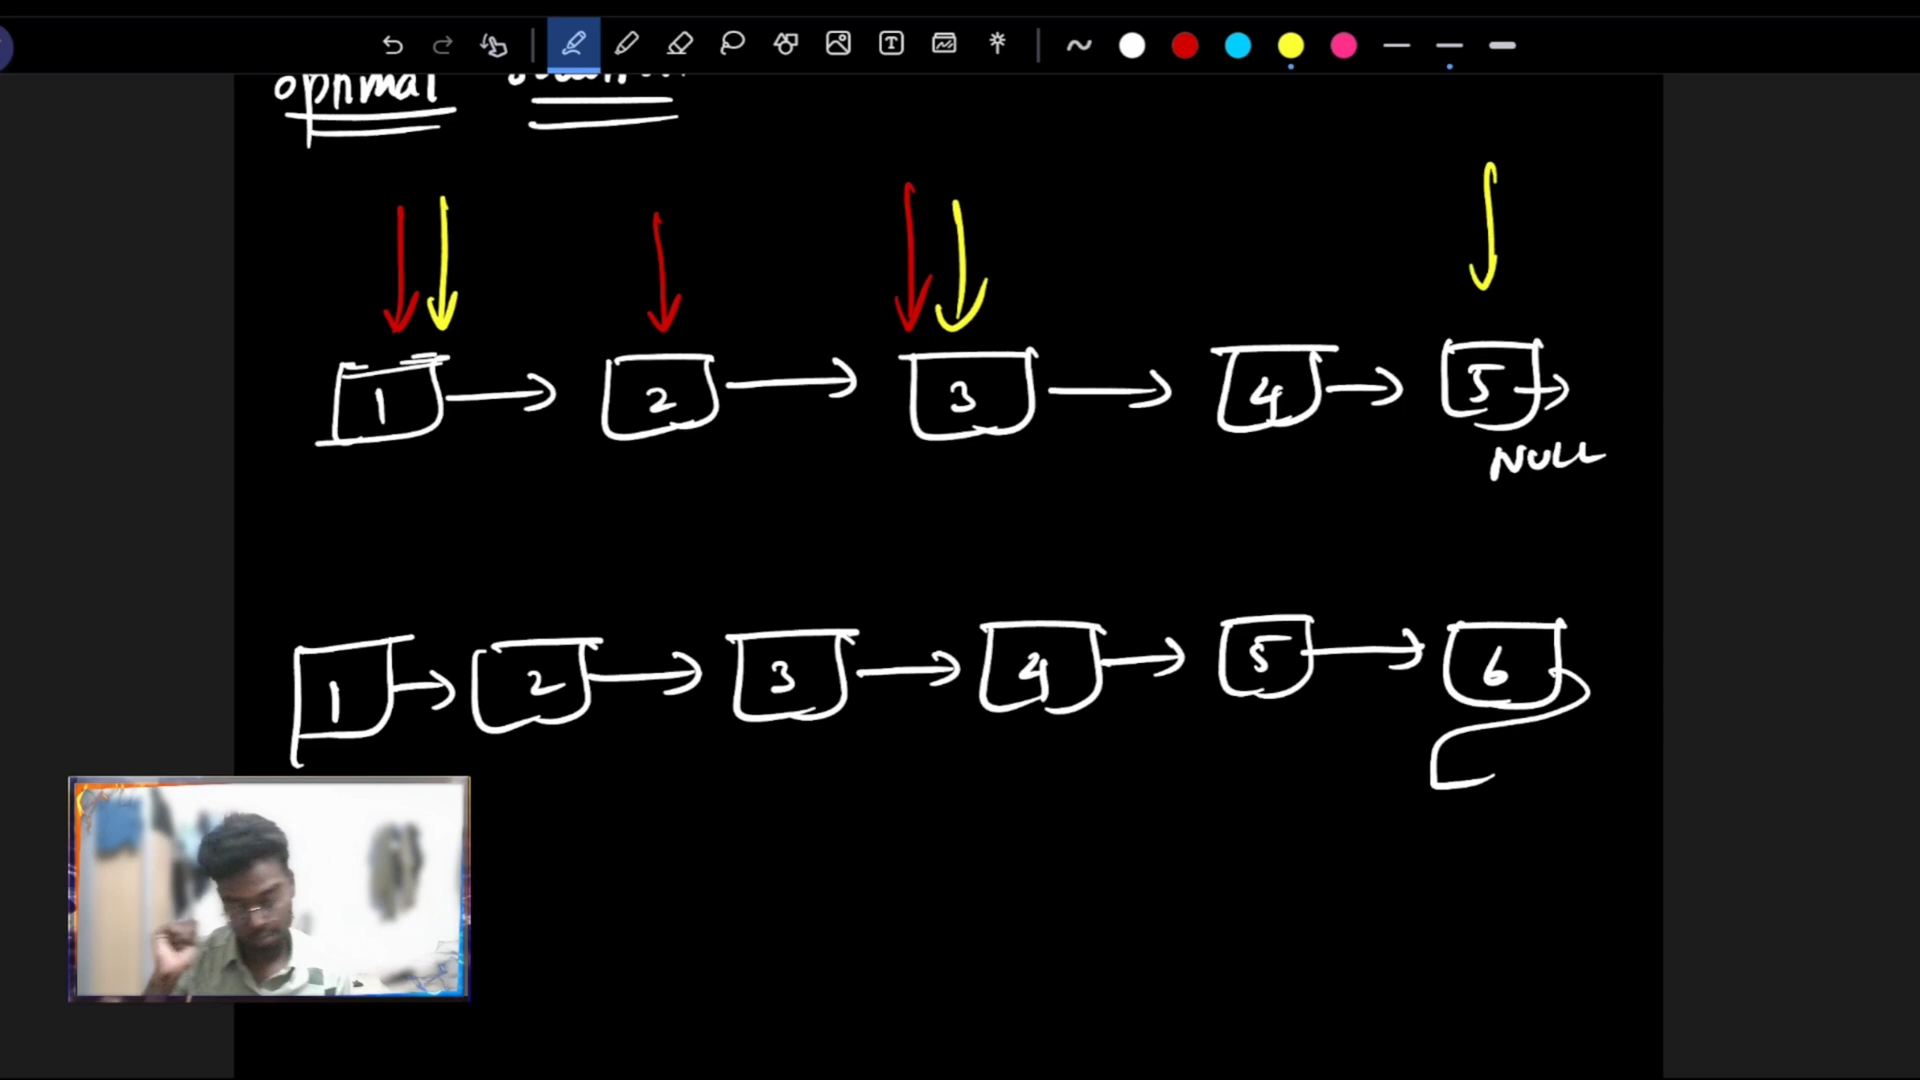 optimal
1 → 2 → 3 → 4 → 5 →
NULL
1 → 2 → 3 → 4 → 5 → 6